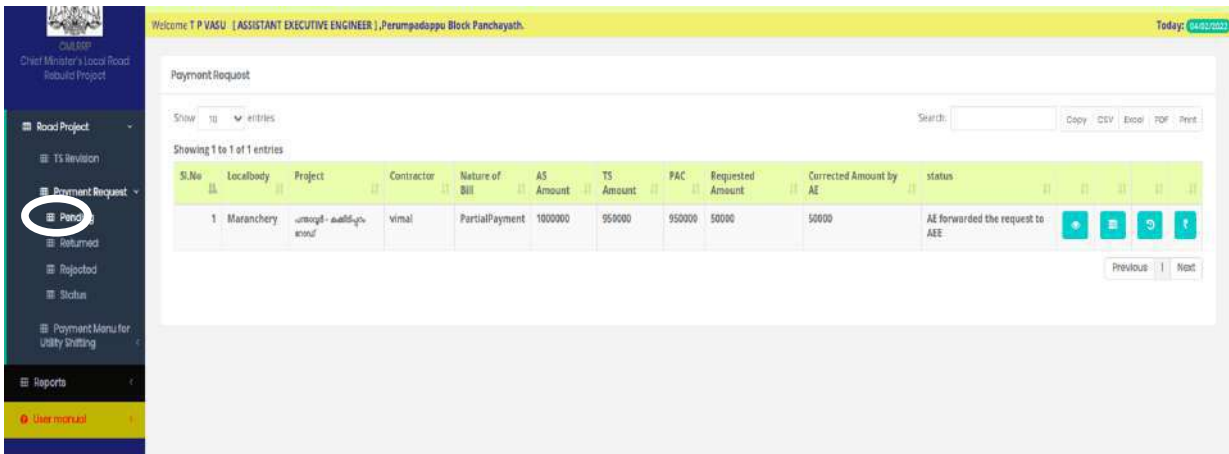 CMLRRP
Chief Minister's Local Road
Rebuild Project
Welcome T P VASU [ ASSISTANT EXECUTIVE ENGINEER ] ,Perumpadappu Block Panchayath.
Today: 04/02/2023
Road Project
TS Revision
Payment Request
Pending
Returned
Rejected
Status
Payment Menu for
Utility Shifting
Reports
User manual
Payment Request
Show 10 entries
Search:
Copy CSV Excel PDF Print
Showing 1 to 1 of 1 entries
Sl.No Localbody Project Contractor Nature of Bill AS Amount TS Amount PAC Requested Amount Corrected Amount by AE status
1 Maranchery vimal PartialPayment 1000000 950000 950000 50000 50000 AE forwarded the request to
AEE
Previous 1 Next